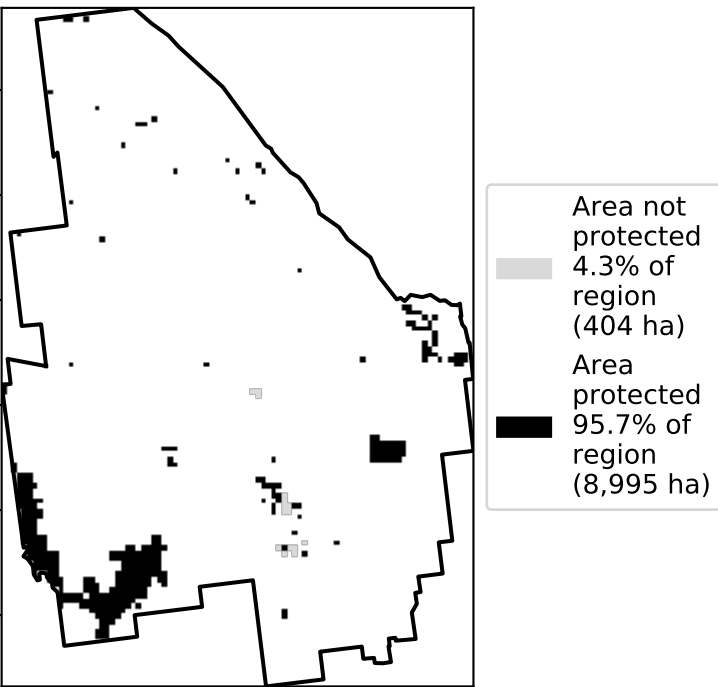 Area not
protected
4.3% of
region
(404 ha)
Area
protected
95.7% of
region
(8,995 ha)